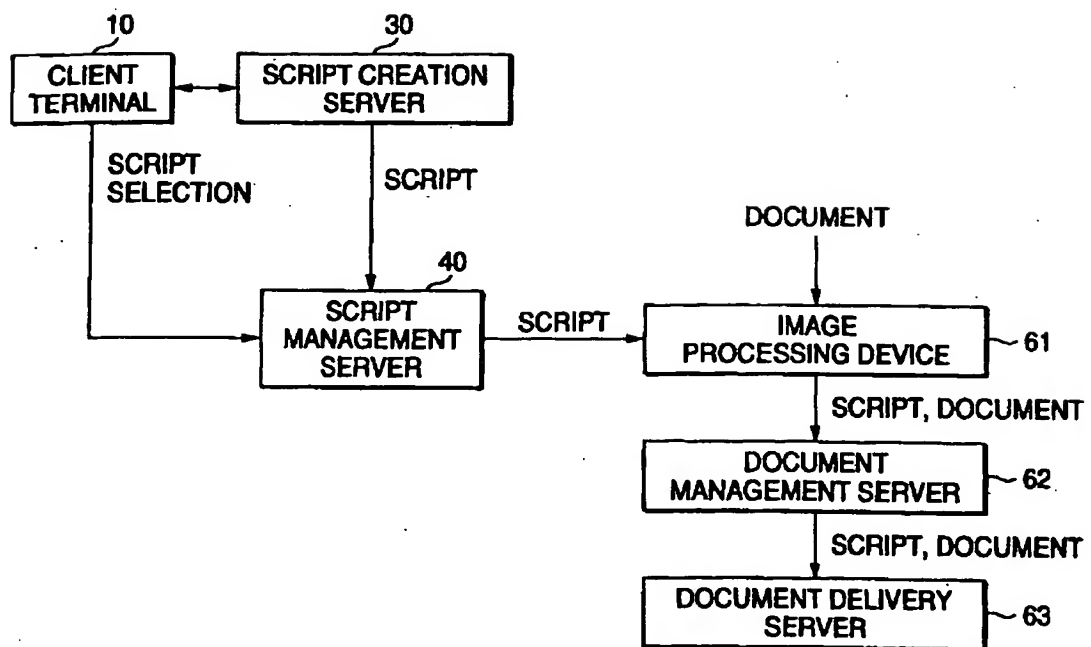 10
CLIENT
TERMINAL
30
SCRIPT CREATION
SERVER
SCRIPT
SELECTION
SCRIPT
DOCUMENT
40
SCRIPT
MANAGEMENT
SERVER
SCRIPT
IMAGE
PROCESSING DEVICE
61
SCRIPT, DOCUMENT
DOCUMENT
MANAGEMENT SERVER
62
SCRIPT, DOCUMENT
DOCUMENT DELIVERY
SERVER
63